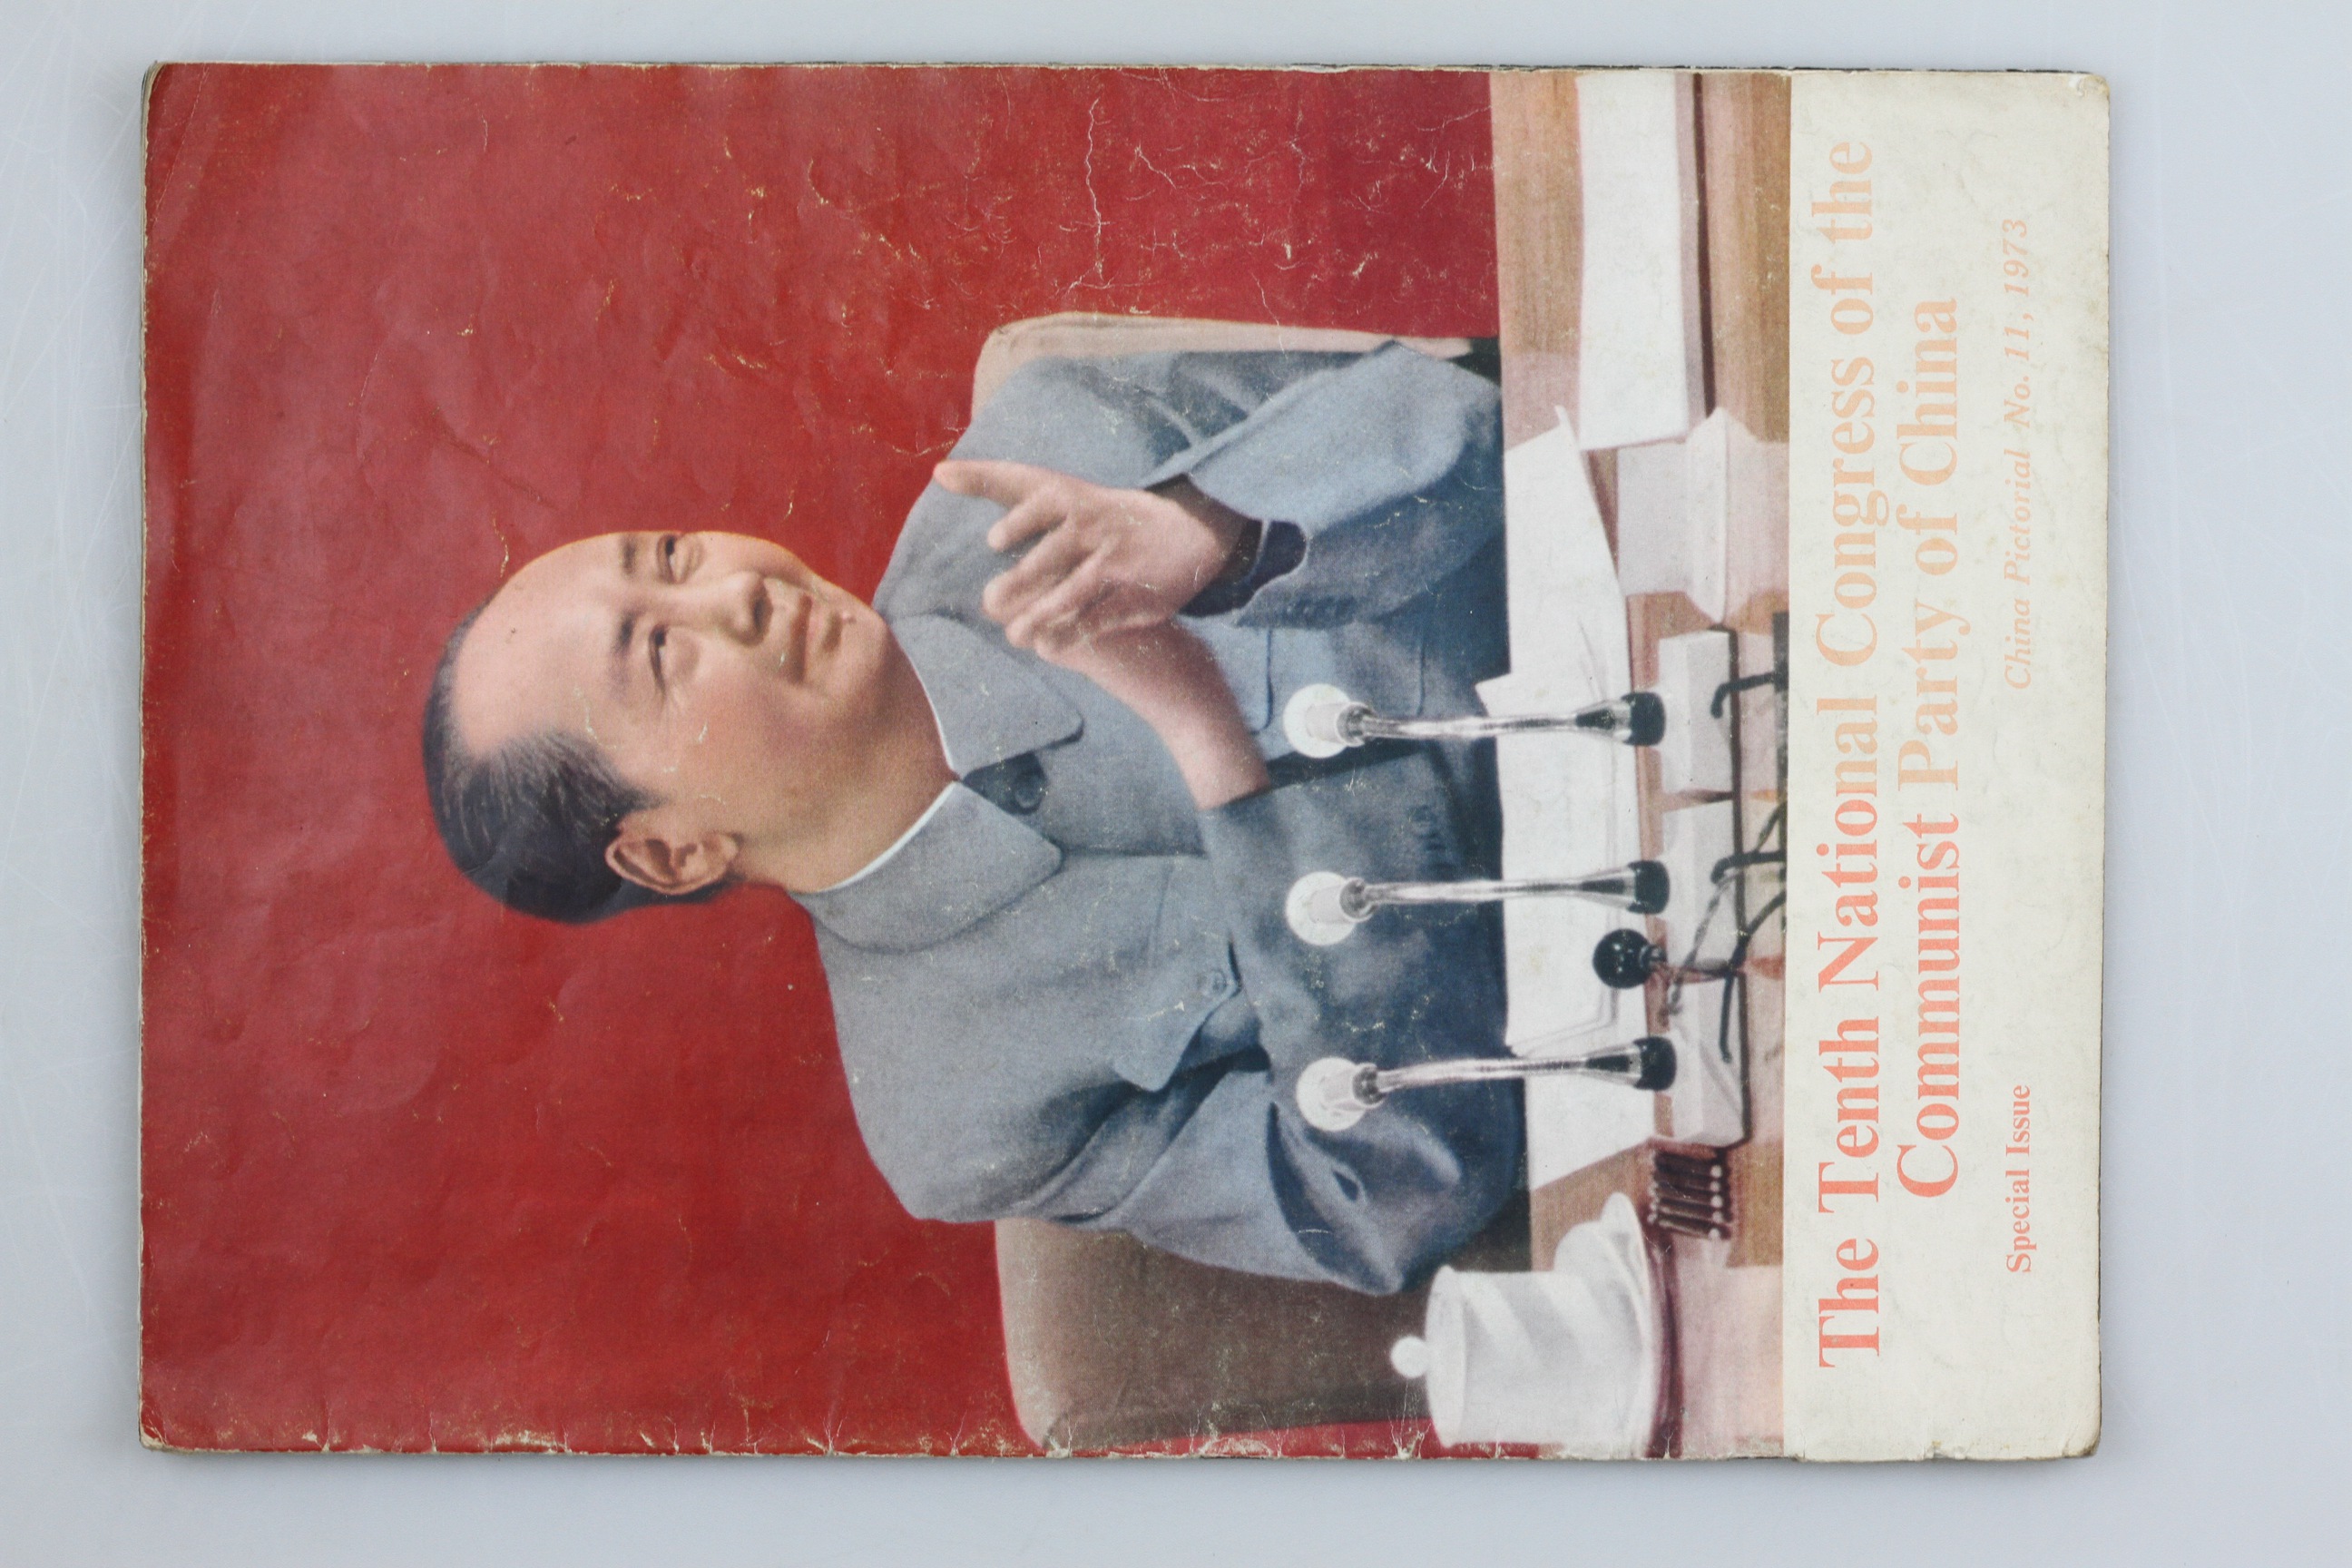 The Tenth National Congress of the
Communist Party of China
Special Issue
China Pictorial No. 11, 1973